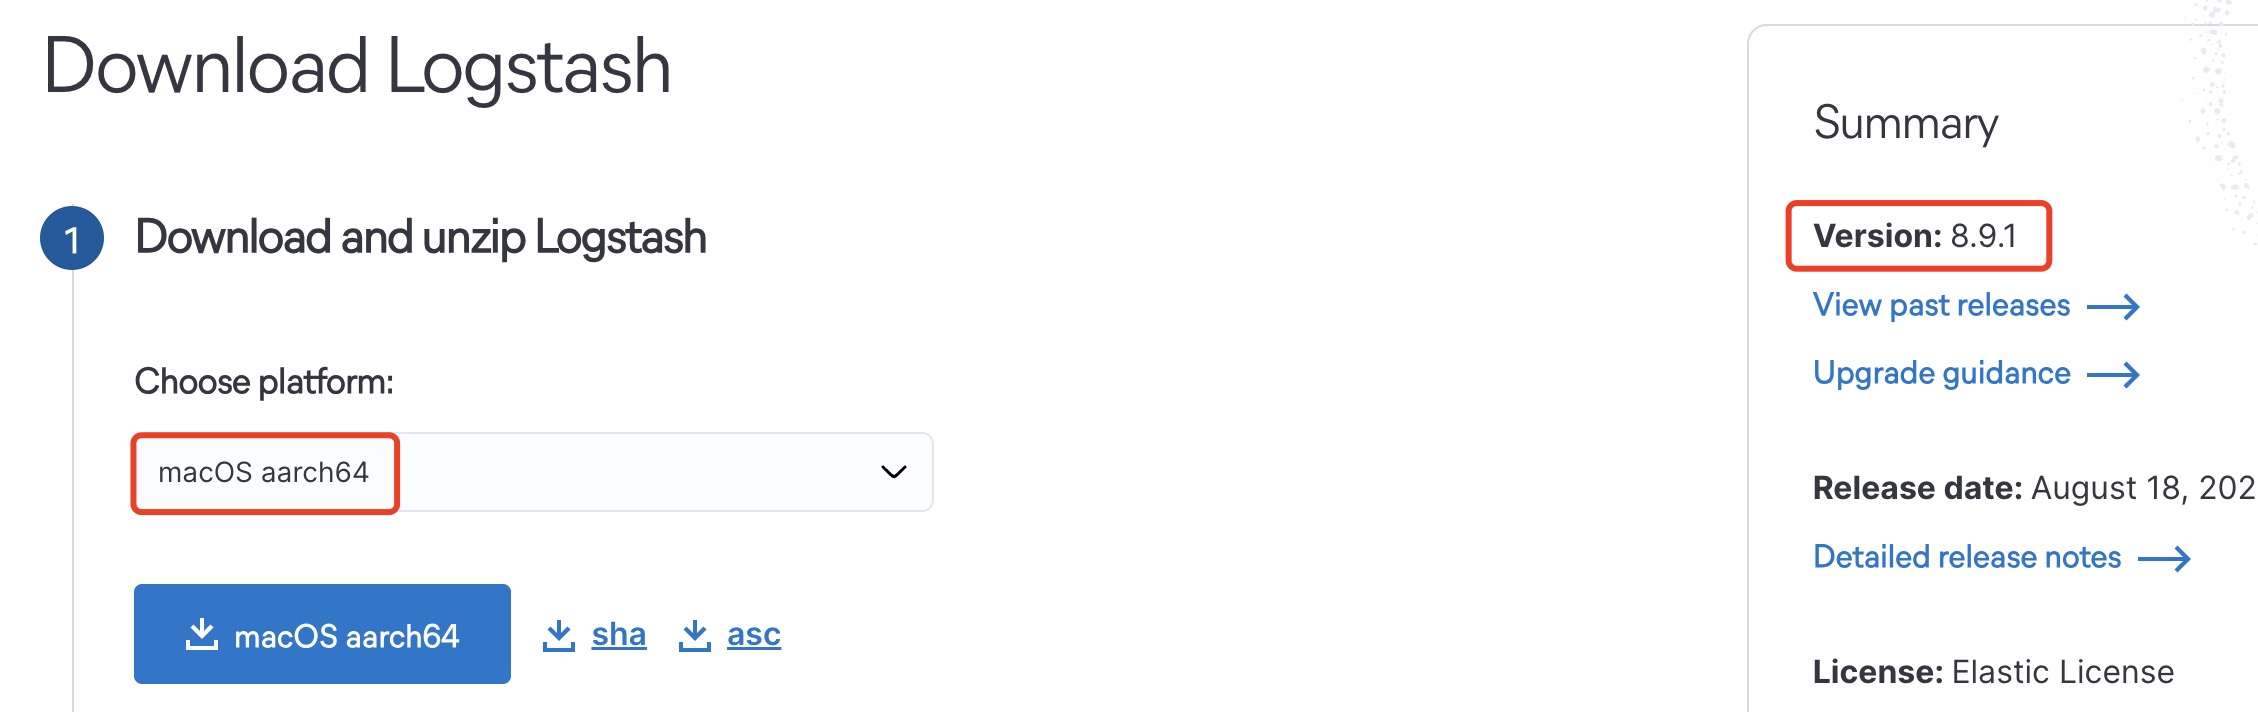 Download Logstash
1
Download and unzip Logstash
Choose platform:
macOS aarch64
macOS aarch64
sha
asc
Summary
Version: 8.9.1
View past releases
Upgrade guidance
Release date: August 18, 202
Detailed release notes
License: Elastic License